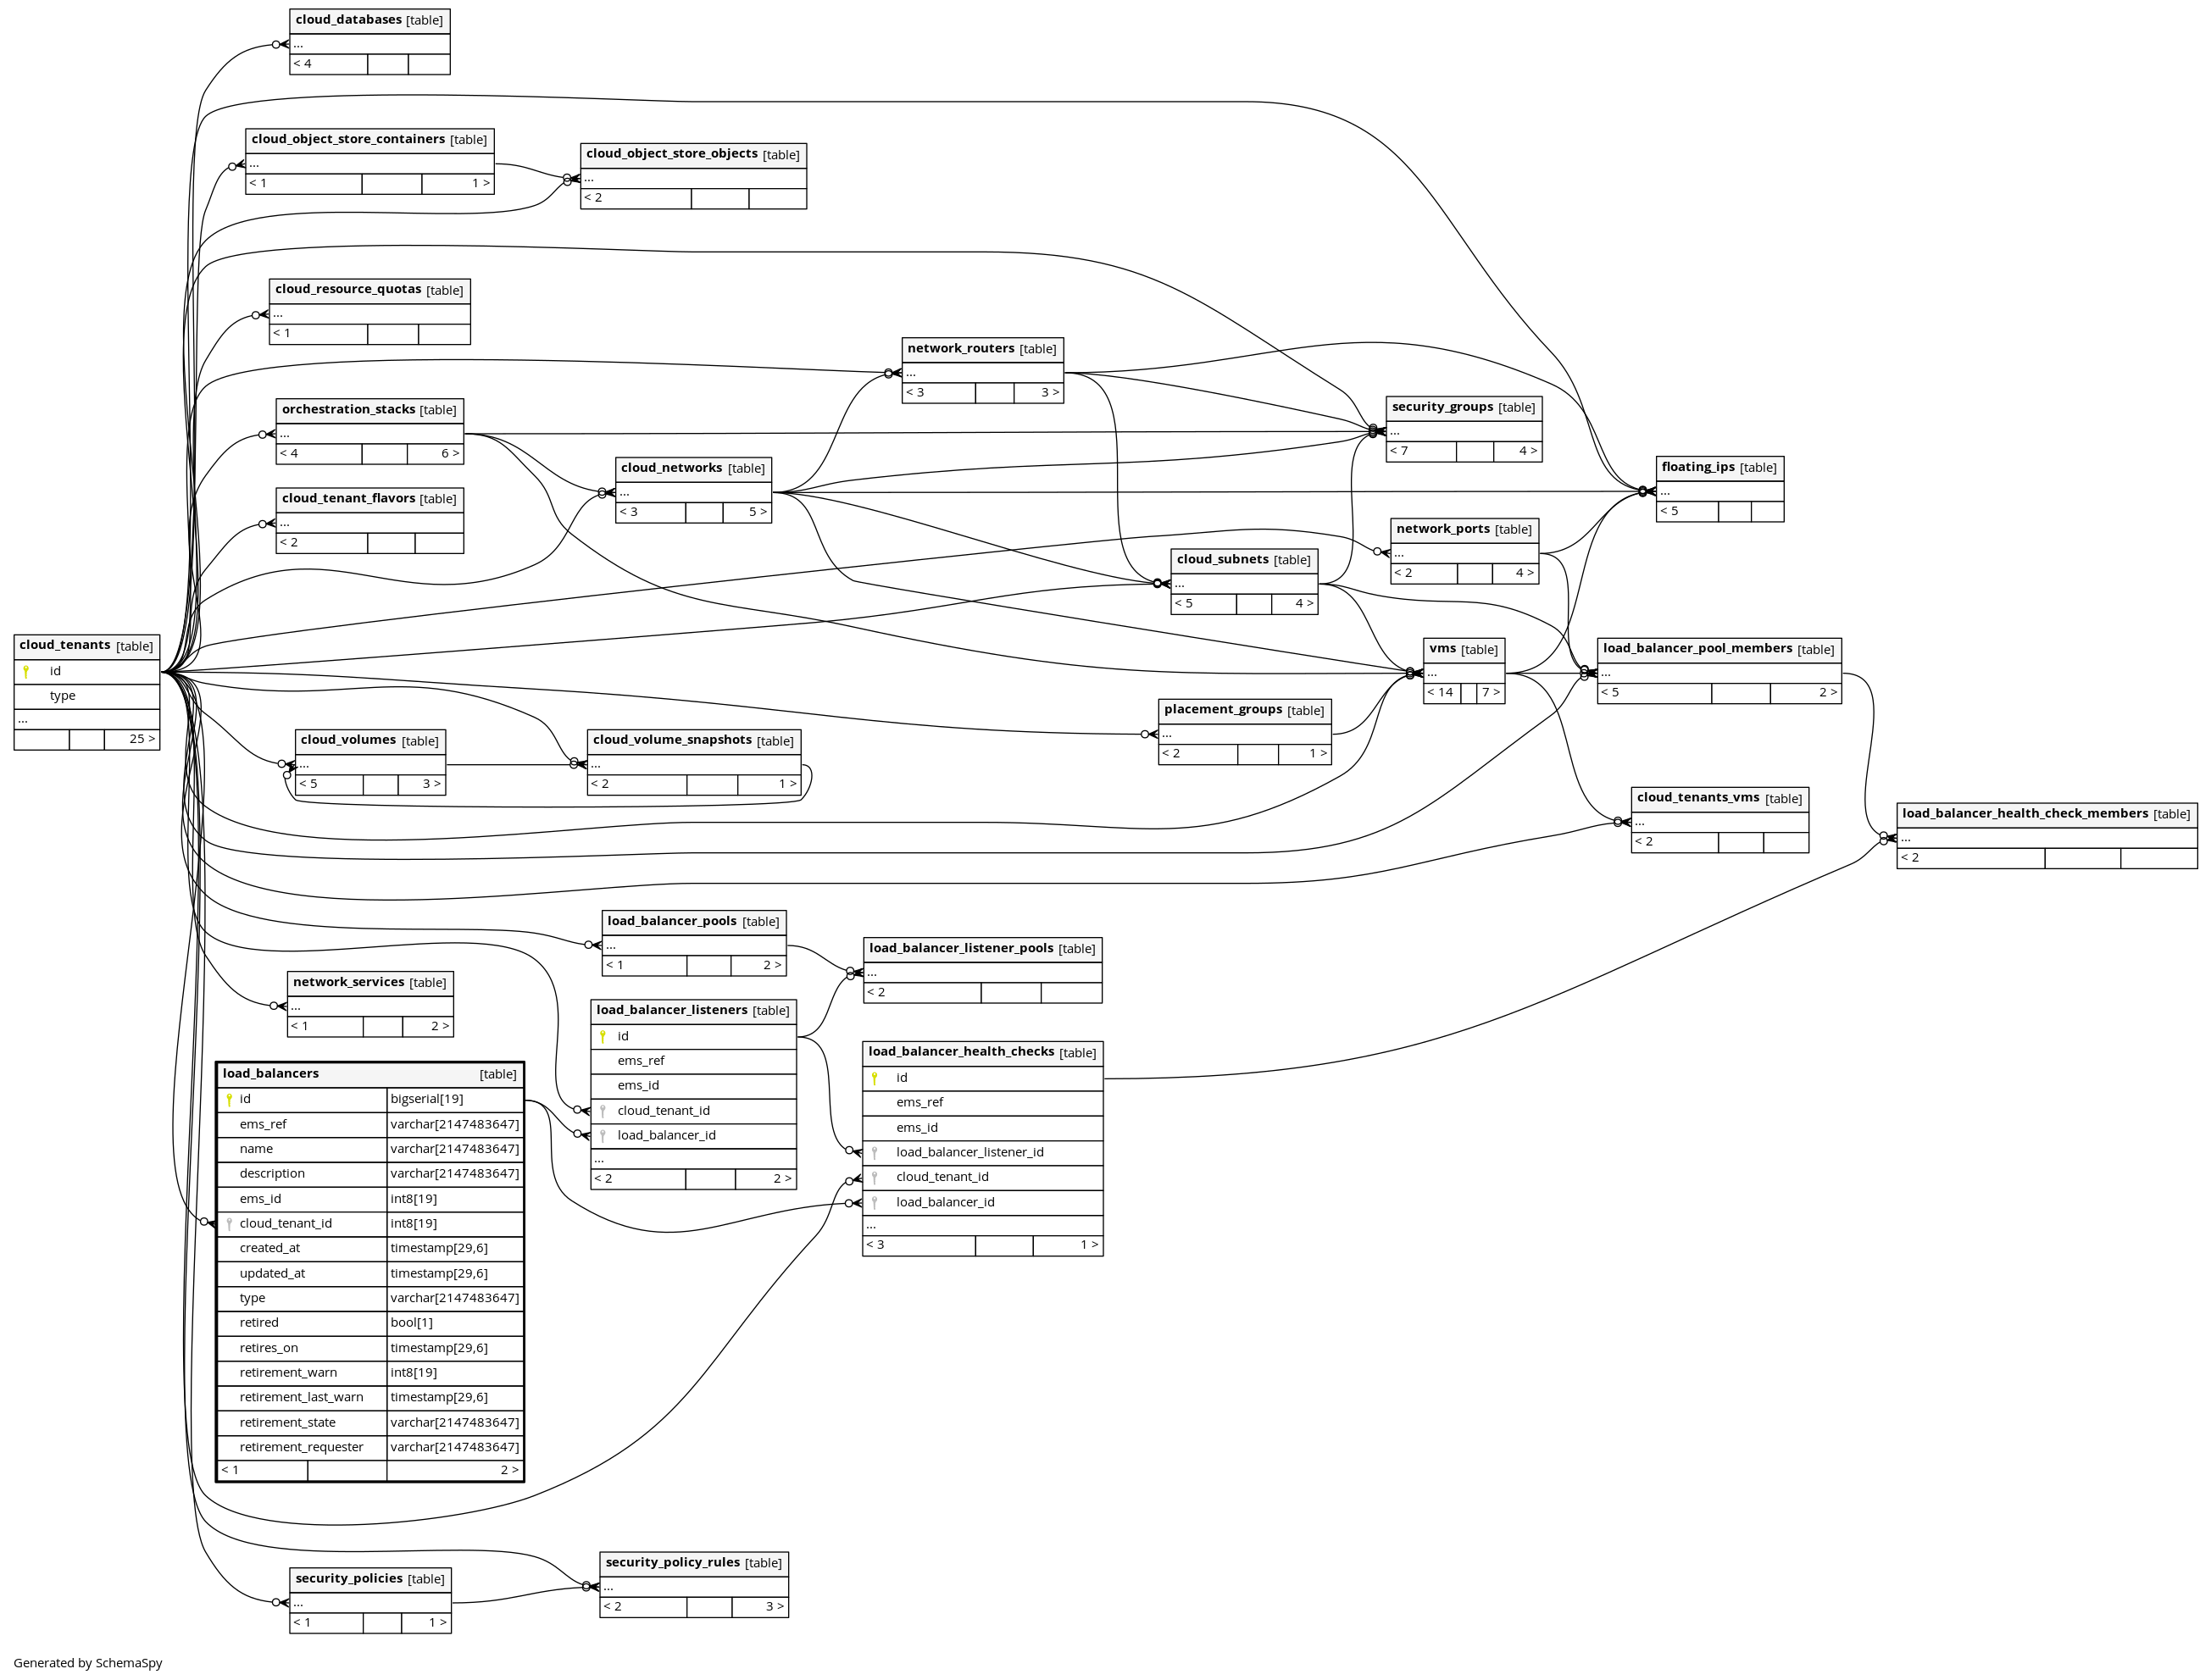 cloud_databases [table]
...
< 4
cloud_object_store_containers [table]
...
< 1 1 >
cloud_object_store_objects [table]
...
< 2
cloud_resource_quotas [table]
...
< 1
network_routers [table]
...
< 3 3 >
orchestration_stacks [table]
...
< 4 6 >
security_groups [table]
...
< 7 4 >
cloud_networks [table]
...
< 3 5 >
floating_ips [table]
...
< 5
cloud_tenant_flavors [table]
...
< 2
network_ports [table]
...
< 2 4 >
cloud_subnets [table]
...
< 5 4 >
cloud_tenants [table]
id
type
...
25 >
vms [table]
...
< 14 7 >
load_balancer_pool_members [table]
...
< 5 2 >
placement_groups [table]
...
< 2 1 >
cloud_volumes [table]
...
< 5 3 >
cloud_volume_snapshots [table]
...
< 2 1 >
cloud_tenants_vms [table]
...
< 2
load_balancer_health_check_members [table]
...
< 2
load_balancer_pools [table]
...
< 1 2 >
load_balancer_listener_pools [table]
...
< 2
network_services [table]
...
< 1 2 >
load_balancer_listeners [table]
id
ems_ref
ems_id
cloud_tenant_id
load_balancer_id
...
< 2 2 >
load_balancer_health_checks [table]
id
ems_ref
ems_id
load_balancer_listener_id
cloud_tenant_id
load_balancer_id
...
< 3 1 >
load_balancers [table]
id bigserial[19]
ems_ref varchar[2147483647]
name varchar[2147483647]
description varchar[2147483647]
ems_id int8[19]
cloud_tenant_id int8[19]
created_at timestamp[29,6]
updated_at timestamp[29,6]
type varchar[2147483647]
retired bool[1]
retires_on timestamp[29,6]
retirement_warn int8[19]
retirement_last_warn timestamp[29,6]
retirement_state varchar[2147483647]
retirement_requester varchar[2147483647]
< 1 2 >
security_policy_rules [table]
...
< 2 3 >
security_policies [table]
...
< 1 1 >
Generated by SchemaSpy